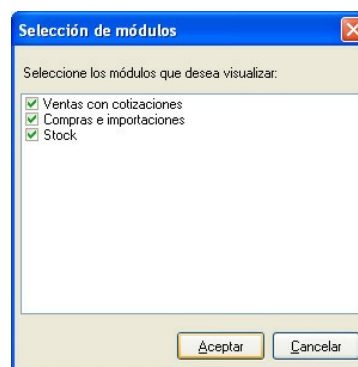 Selección de módulos
Seleccione los módulos que desea visualizar:
Ventas con cotizaciones
Compras e importaciones
Stock
Aceptar
Cancelar